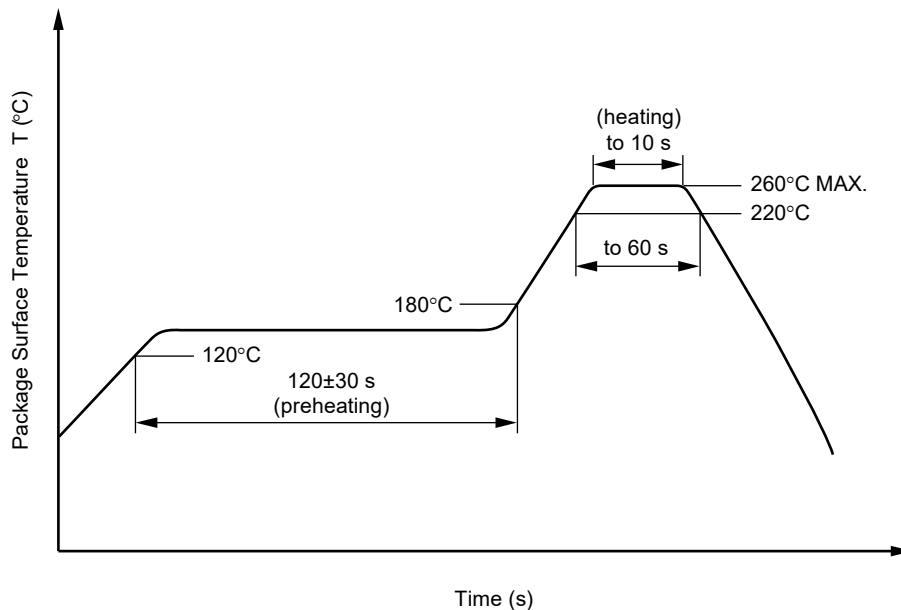 Package Surface Temperature T (°C)
(heating)
to 10 s
260°C MAX.
220°C
to 60 s
180°C
120°C
120±30 s
(preheating)
Time (s)